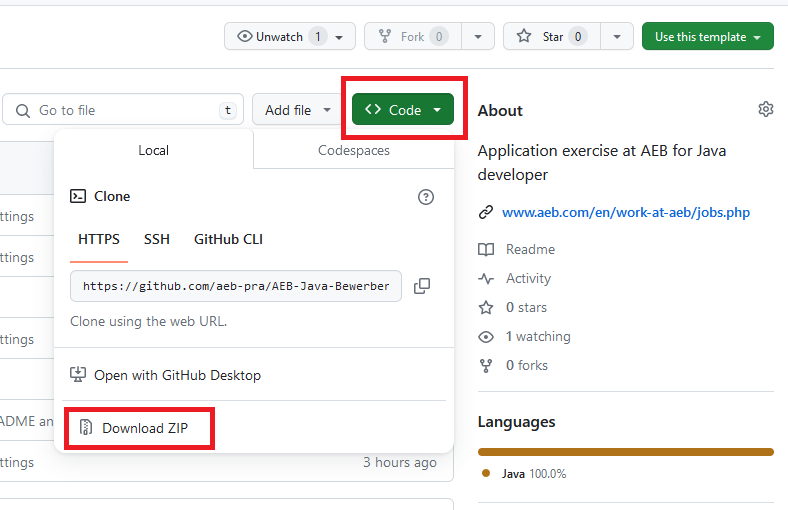 Unwatch 1
Fork 0
Star 0
Use this template
Go to file t
Add file
Code
Local
Codespaces
Clone
HTTPS SSH GitHub CLI
https://github.com/aeb-pra/AEB-Java-Bewerber
Clone using the web URL.
Open with GitHub Desktop
Download ZIP
ttings
ttings
ttings
ADME an
ttings
3 hours ago
About
Application exercise at AEB for Java
developer
www.aeb.com/en/work-at-aeb/jobs.php
Readme
Activity
0 stars
1 watching
0 forks
Languages
Java 100.0%